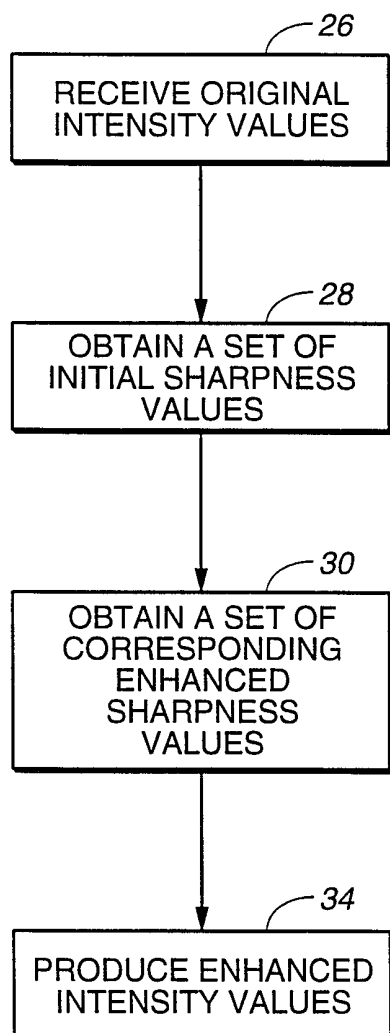 26
RECEIVE ORIGINAL
INTENSITY VALUES
28
OBTAIN A SET OF
INITIAL SHARPNESS
VALUES
30
OBTAIN A SET OF
CORRESPONDING
ENHANCED
SHARPNESS
VALUES
34
PRODUCE ENHANCED
INTENSITY VALUES